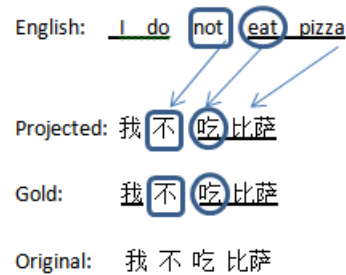 English: I do not eat pizza
Projected: 我 不 吃 比萨
Gold: 我 不 吃 比萨
Original: 我 不 吃 比萨